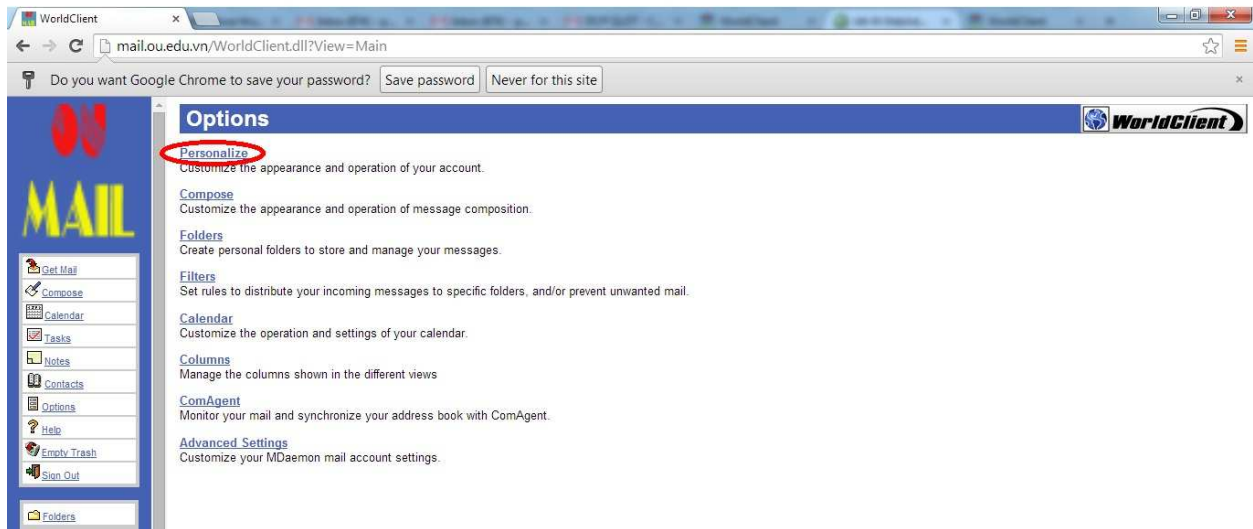 WorldClient
mail.ou.edu.vn/WorldClient.dll?View=Main
Do you want Google Chrome to save your password? Save password Never for this site
OU
MAIL
Get Mail
Compose
Calendar
Tasks
Notes
Contacts
Options
Help
Empty Trash
Sign Out
Folders
Options
WorldClient
Personalize
Customize the appearance and operation of your account.
Compose
Customize the appearance and operation of message composition.
Folders
Create personal folders to store and manage your messages.
Filters
Set rules to distribute your incoming messages to specific folders, and/or prevent unwanted mail.
Calendar
Customize the operation and settings of your calendar.
Columns
Manage the columns shown in the different views
ComAgent
Monitor your mail and synchronize your address book with ComAgent.
Advanced Settings
Customize your MDaemon mail account settings.